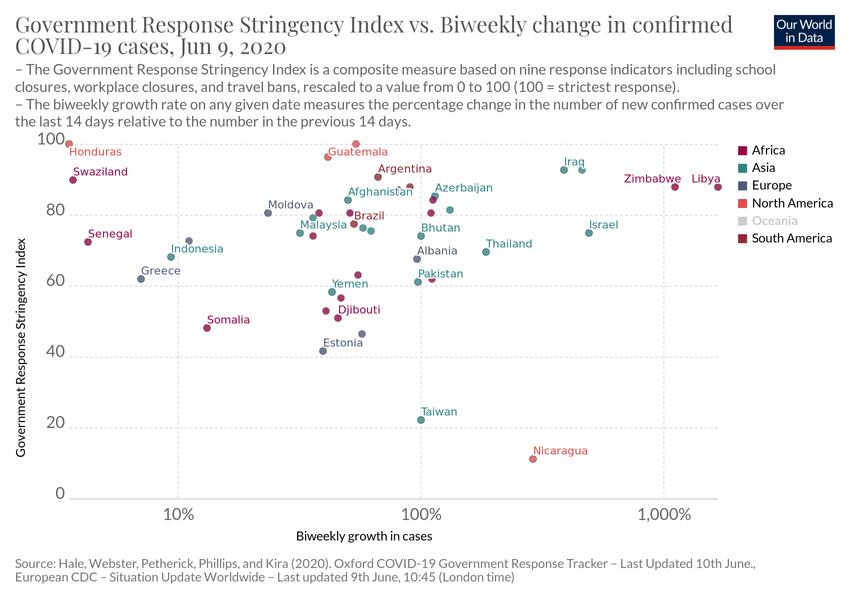 Government Response Stringency Index vs. Biweekly change in confirmed
COVID-19 cases, Jun 9, 2020
Our World
in Data
– The Government Response Stringency Index is a composite measure based on nine response indicators including school
closures, workplace closures, and travel bans, rescaled to a value from 0 to 100 (100 = strictest response).
– The biweekly growth rate on any given date measures the percentage change in the number of new confirmed cases over
the last 14 days relative to the number in the previous 14 days.
Government Response Stringency Index
100
80
60
40
20
0
Honduras
Guatemala
Swaziland
Argentina
Iraq
Zimbabwe
Libya
Afghanistan
Azerbaijan
Moldova
Brazil
Malaysia
Bhutan
Israel
Senegal
Indonesia
Albania
Thailand
Greece
Pakistan
Yemen
Djibouti
Somalia
Estonia
Taiwan
Nicaragua
10%
100%
1,000%
Biweekly growth in cases
Africa
Asia
Europe
North America
Oceania
South America
Source: Hale, Webster, Petherick, Phillips, and Kira (2020). Oxford COVID-19 Government Response Tracker – Last Updated 10th June.,
European CDC – Situation Update Worldwide – Last updated 9th June, 10:45 (London time)